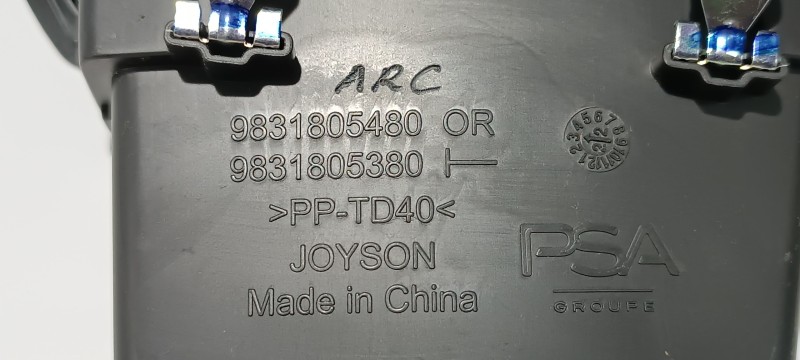 ARC
9831805480 OR
9831805380
>PP-TD40<
JOYSON
Made in China
PSA
GROUPE